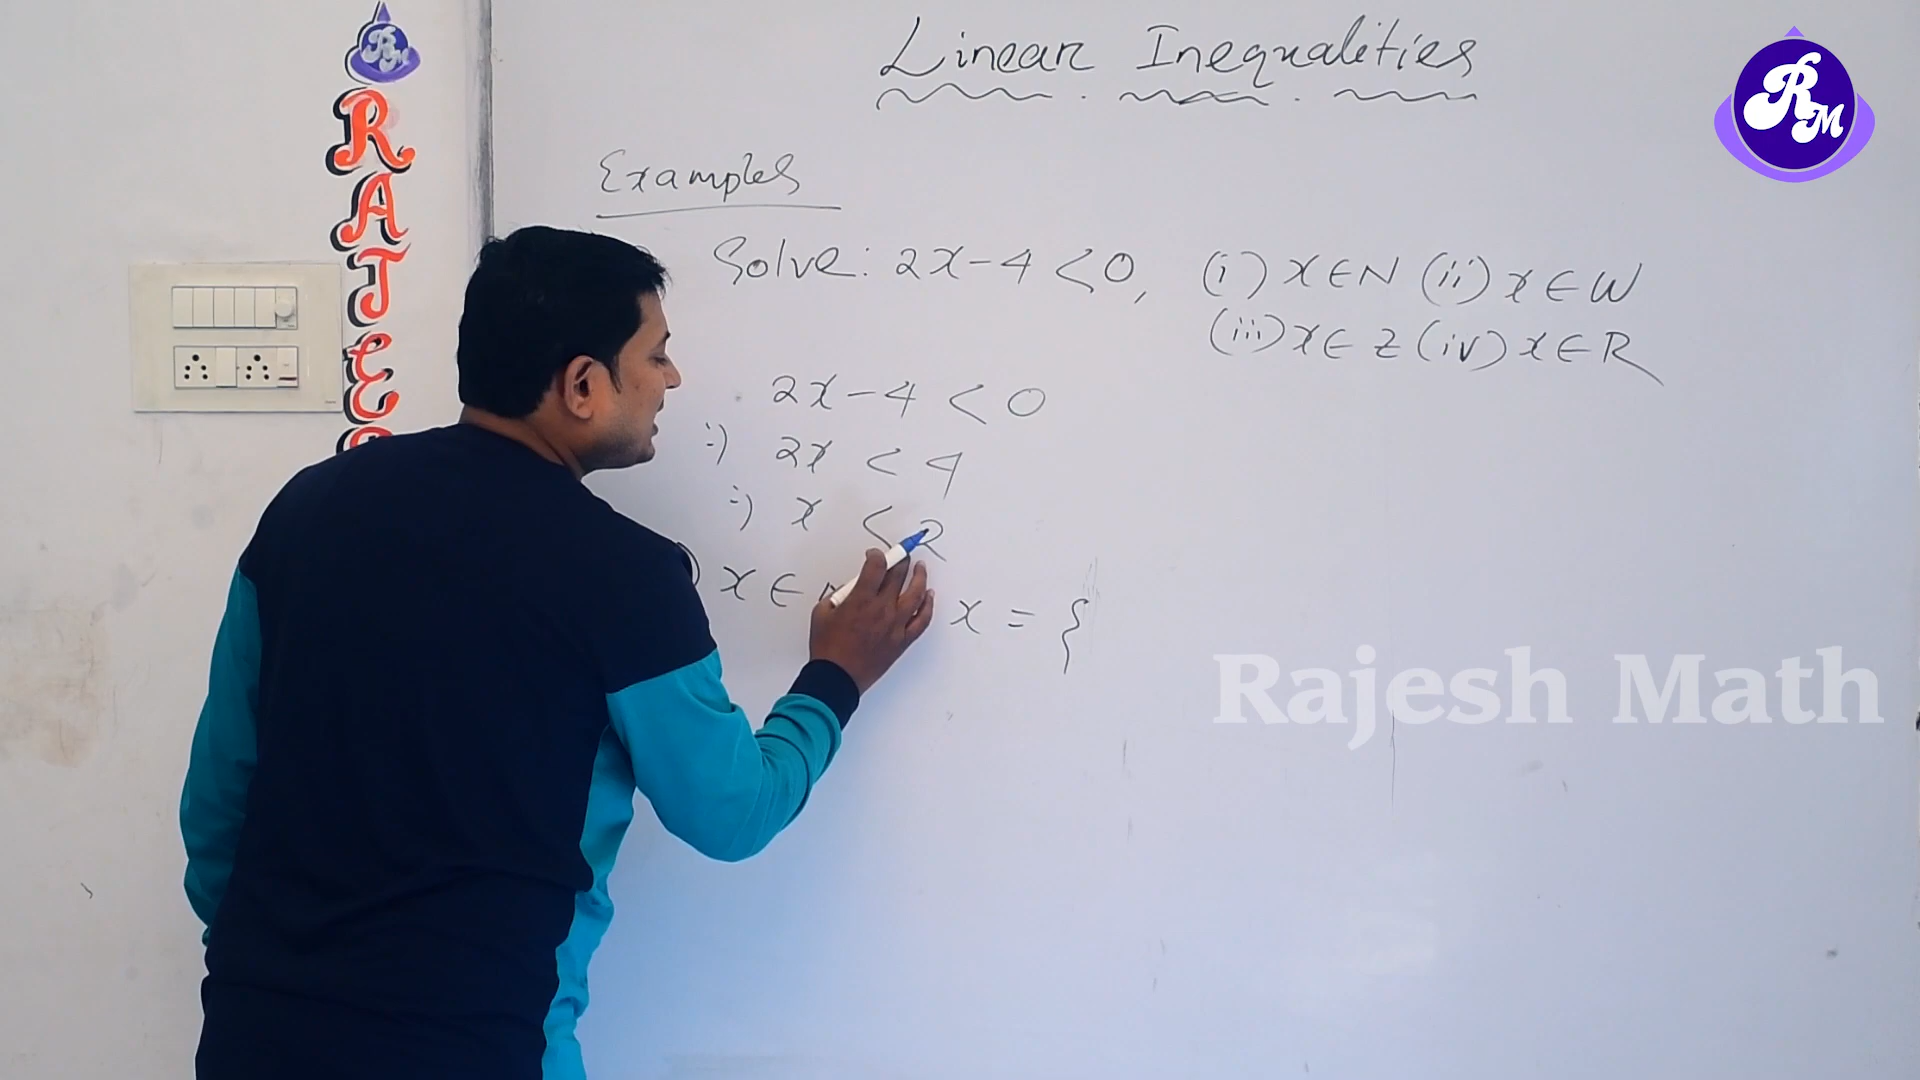 Linear Inequalities
RM
RM
RATE
Examples
Solve: 2x-4 <0, (i) x∈N (ii) x∈W
(iii) x∈Z (iv) x∈R
2x-4 < 0
⇒ 2x < 4
⇒ x < 2
) x ∈ N x = {
Rajesh Math